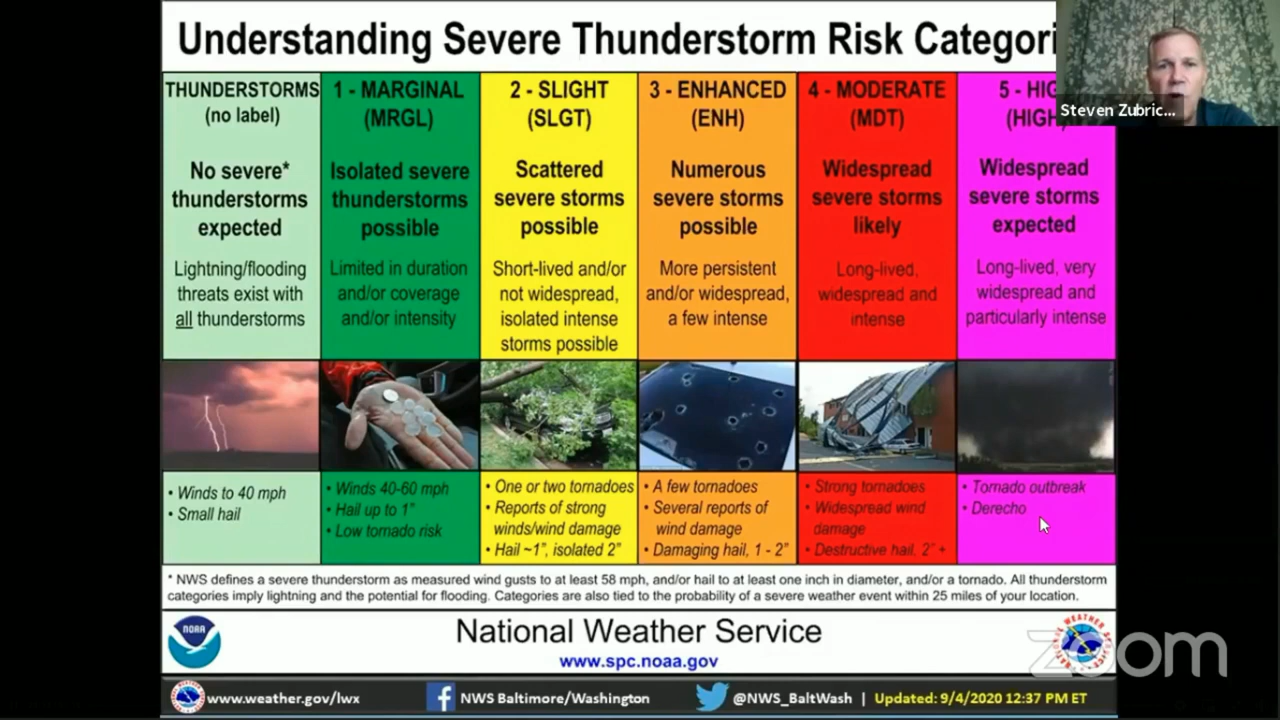 Understanding Severe Thunderstorm Risk Categori
Steven Zubric...
THUNDERSTORMS
(no label)
No severe*
thunderstorms
expected
Lightning/flooding
threats exist with
all thunderstorms
1 - MARGINAL
(MRGL)
Isolated severe
thunderstorms
possible
Limited in duration
and/or coverage
and/or intensity
2 - SLIGHT
(SLGT)
Scattered
severe storms
possible
Short-lived and/or
not widespread,
isolated intense
storms possible
3 - ENHANCED
(ENH)
Numerous
severe storms
possible
More persistent
and/or widespread,
a few intense
4 - MODERATE
(MDT)
Widespread
severe storms
likely
Long-lived,
widespread and
intense
5 - HIG
(HIGH)
Widespread
severe storms
expected
Long-lived, very
widespread and
particularly intense
• Winds to 40 mph
• Small hail
• Winds 40-60 mph
• Hail up to 1"
• Low tornado risk
• One or two tornadoes
• Reports of strong
winds/wind damage
• Hail ~1", isolated 2"
• A few tornadoes
• Several reports of
wind damage
• Damaging hail, 1 - 2"
• Strong tornadoes
• Widespread wind
damage
• Destructive hail, 2" +
• Tornado outbreak
• Derecho
* NWS defines a severe thunderstorm as measured wind gusts to at least 58 mph, and/or hail to at least one inch in diameter, and/or a tornado. All thunderstorm
categories imply lightning and the potential for flooding. Categories are also tied to the probability of a severe weather event within 25 miles of your location.
NOAA
National Weather Service
www.spc.noaa.gov
zoom
www.weather.gov/lwx
NWS Baltimore/Washington
@NWS_BaltWash | Updated: 9/4/2020 12:37 PM ET